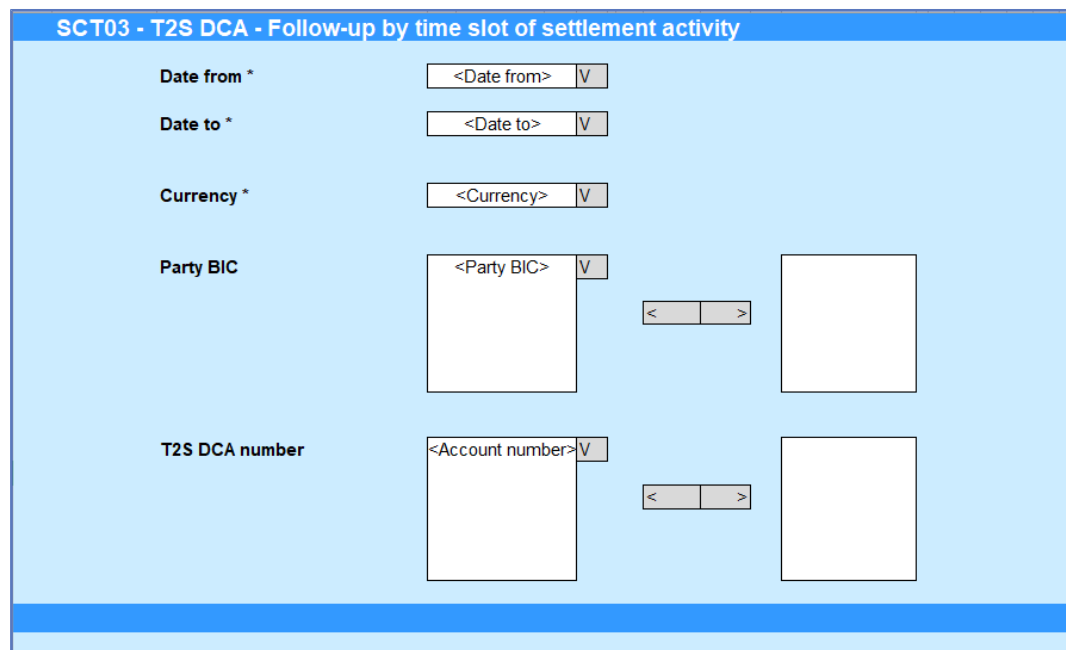 SCT03 - T2S DCA - Follow-up by time slot of settlement activity
Date from * <Date from> V
Date to * <Date to> V
Currency * <Currency> V
Party BIC <Party BIC> V
< >
T2S DCA number <Account number> V
< >